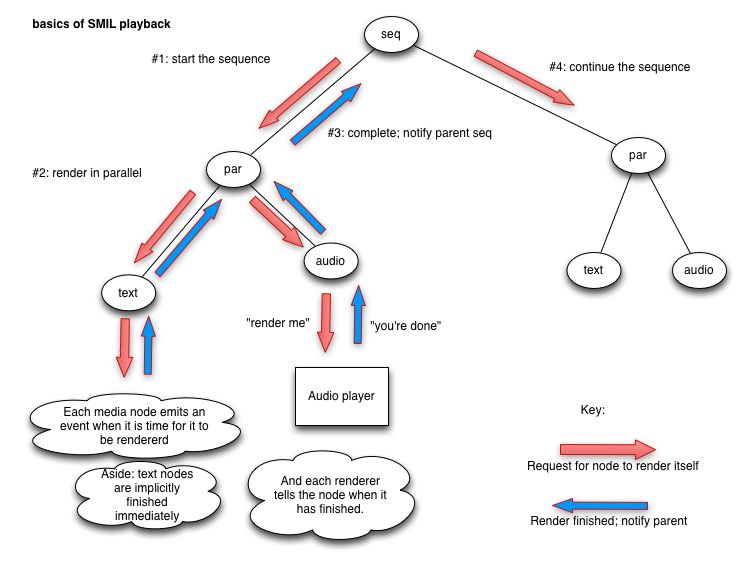 basics of SMIL playback
seq
#1: start the sequence
#4: continue the sequence
#3: complete; notify parent seq
par
par
#2: render in parallel
audio
text
audio
text
"render me"
"you're done"
Audio player
Each media node emits an
event when it is time for it to
be rendererd
Aside: text nodes
are implicitly
finished
immediately
And each renderer
tells the node when it
has finished.
Key:
Request for node to render itself
Render finished; notify parent